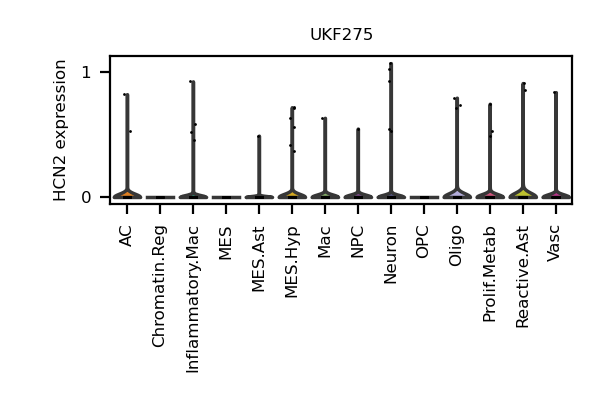 UKF275
HCN2 expression
1
0
AC
Chromatin.Reg
Inflammatory.Mac
MES
MES.Ast
MES.Hyp
Mac
NPC
Neuron
OPC
Oligo
Prolif.Metab
Reactive.Ast
Vasc